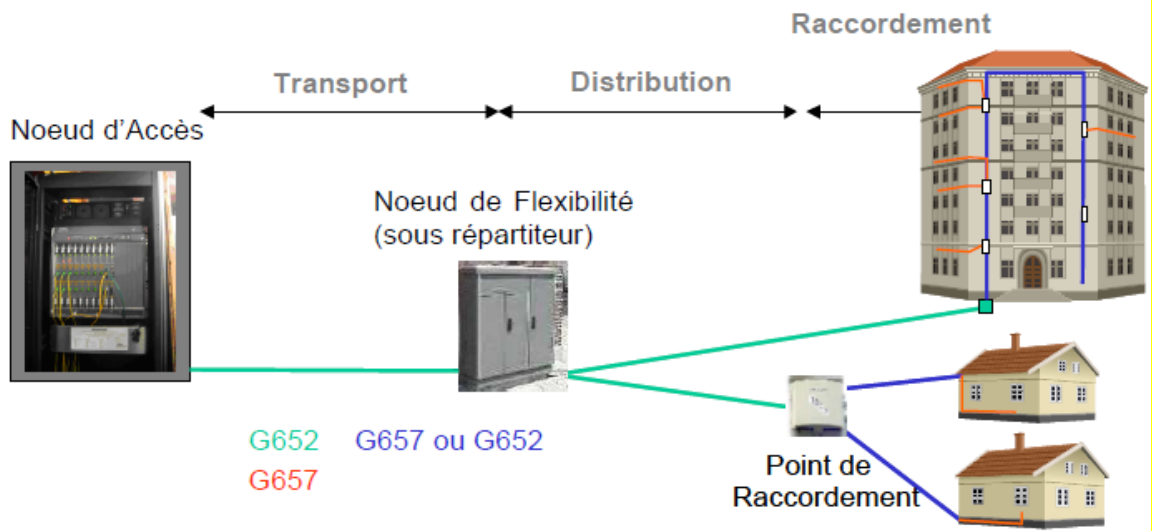 Raccordement
Transport
Distribution
Noeud d'Accès
Noeud de Flexibilité
(sous répartiteur)
G652
G657 ou G652
G657
Point de
Raccordement